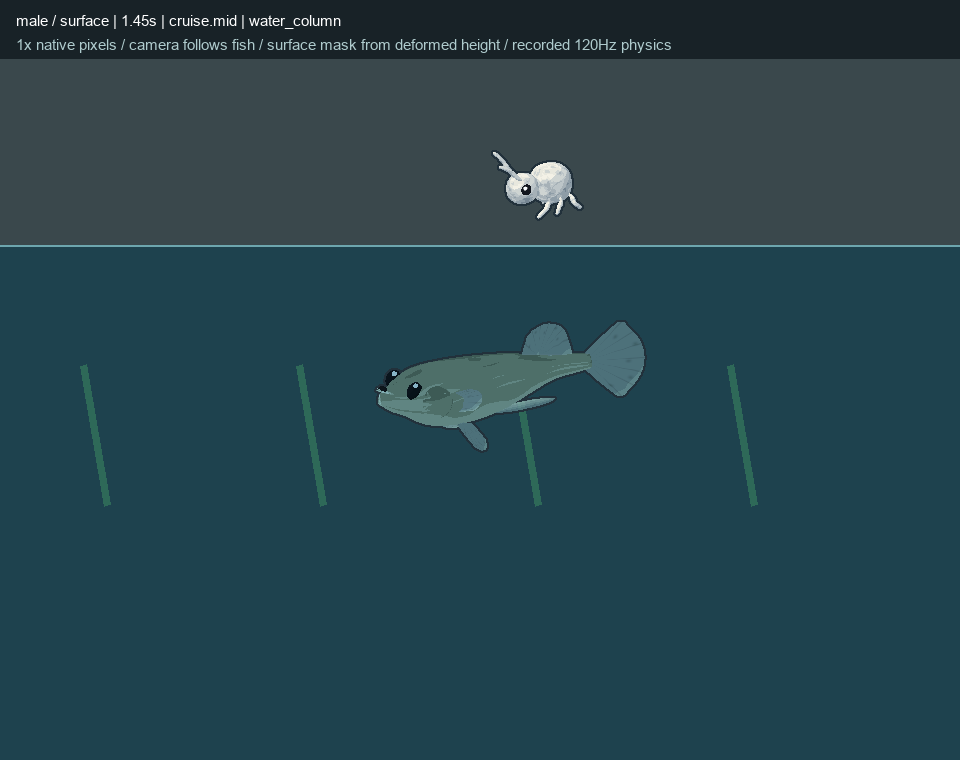 male / surface | 1.45s | cruise.mid | water_column
1x native pixels / camera follows fish / surface mask from deformed height / recorded 120Hz physics